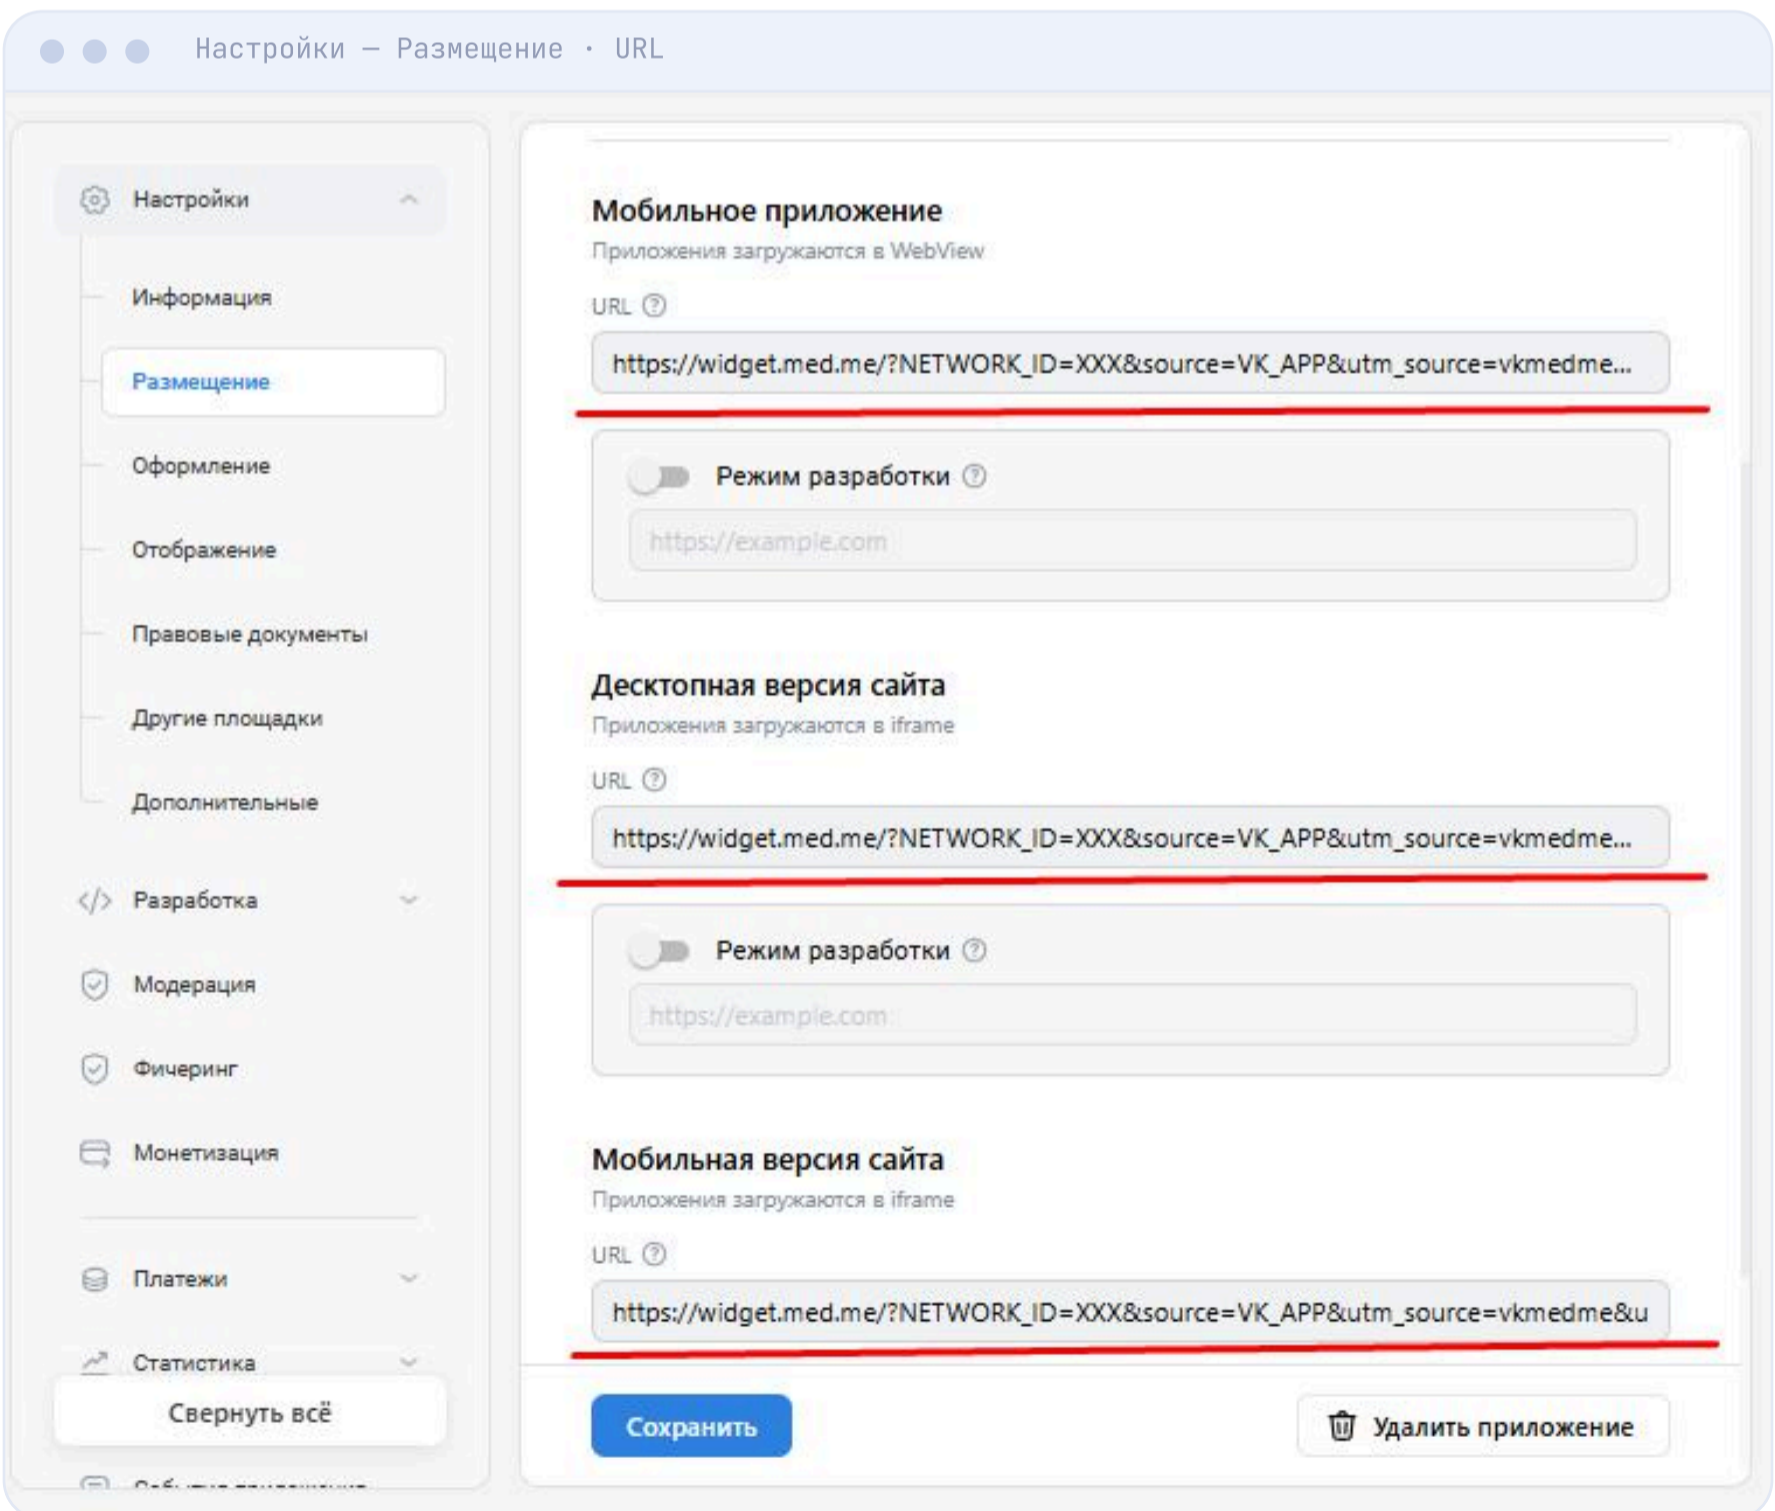 Настройки — Размещение · URL
Настройки
Информация
Размещение
Оформление
Отображение
Правовые документы
Другие площадки
Дополнительные
Разработка
Модерация
Фичеринг
Монетизация
Платежи
Статистика
Свернуть всё
События приложения
Мобильное приложение
Приложения загружаются в WebView
URL
https://widget.med.me/?NETWORK_ID=XXX&source=VK_APP&utm_source=vkmedme...
Режим разработки
https://example.com
Десктопная версия сайта
Приложения загружаются в iframe
URL
https://widget.med.me/?NETWORK_ID=XXX&source=VK_APP&utm_source=vkmedme...
Режим разработки
https://example.com
Мобильная версия сайта
Приложения загружаются в iframe
URL
https://widget.med.me/?NETWORK_ID=XXX&source=VK_APP&utm_source=vkmedme&u
Сохранить
Удалить приложение